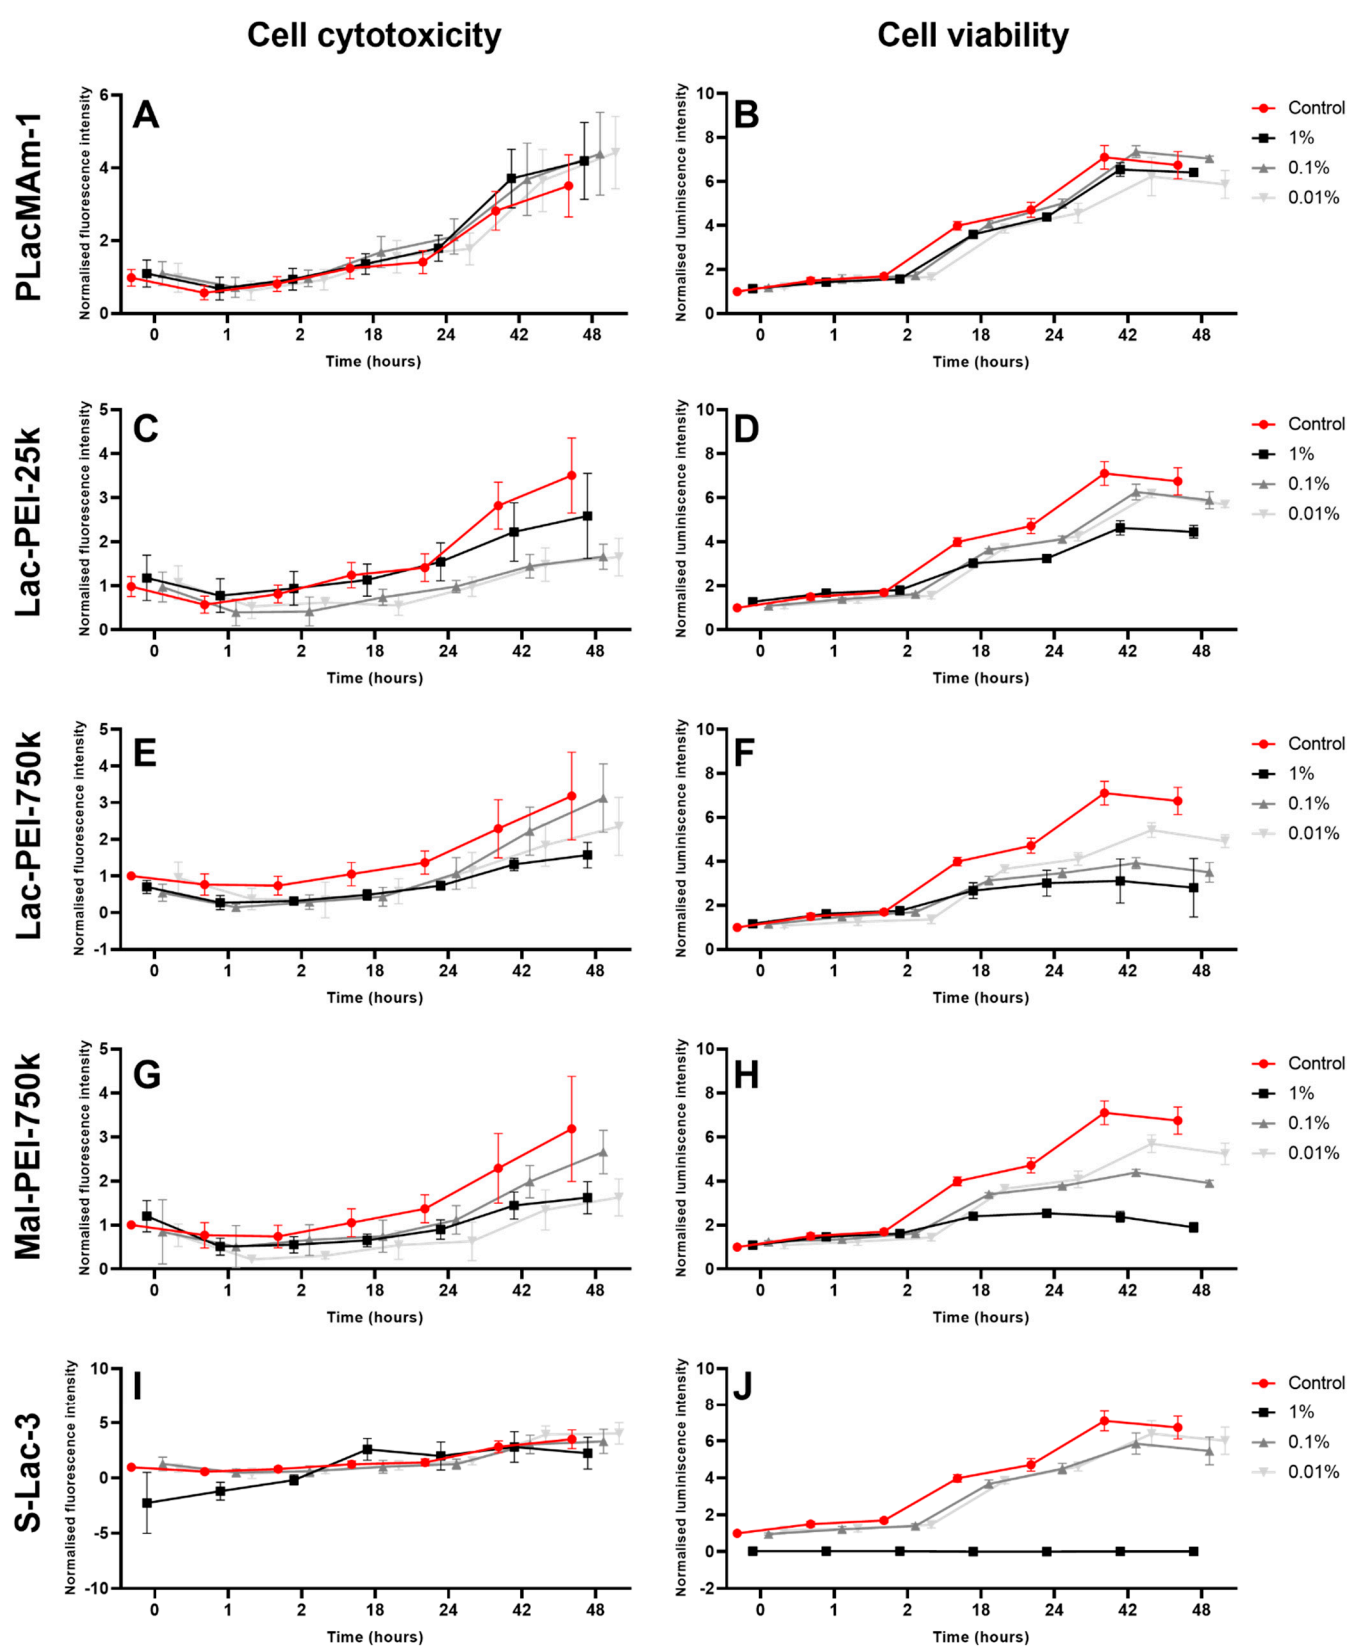 Cell cytotoxicity
Cell viability
PLacMAm-1
A
Normalised fluorescence intensity
6
4
2
0
0 1 2 18 24 42 48
Time (hours)
B
Normalised luminiscence intensity
10
8
6
4
2
0
0 1 2 18 24 42 48
Time (hours)
Control
1%
0.1%
0.01%
Lac-PEI-25k
C
Normalised fluorescence intensity
5
4
3
2
1
0
0 1 2 18 24 42 48
Time (hours)
D
Normalised luminiscence intensity
10
8
6
4
2
0
0 1 2 18 24 42 48
Time (hours)
Control
1%
0.1%
0.01%
Lac-PEI-750k
E
Normalised fluorescence intensity
5
4
3
2
1
0
-1
0 1 2 18 24 42 48
Time (hours)
F
Normalised luminiscence intensity
10
8
6
4
2
0
0 1 2 18 24 42 48
Time (hours)
Control
1%
0.1%
0.01%
Mal-PEI-750k
G
Normalised fluorescence intensity
5
4
3
2
1
0
0 1 2 18 24 42 48
Time (hours)
H
Normalised luminiscence intensity
10
8
6
4
2
0
0 1 2 18 24 42 48
Time (hours)
Control
1%
0.1%
0.01%
S-Lac-3
I
Normalised fluorescence intensity
10
5
0
-5
-10
0 1 2 18 24 42 48
Time (hours)
J
Normalised luminiscence intensity
10
8
6
4
2
0
-2
0 1 2 18 24 42 48
Time (hours)
Control
1%
0.1%
0.01%